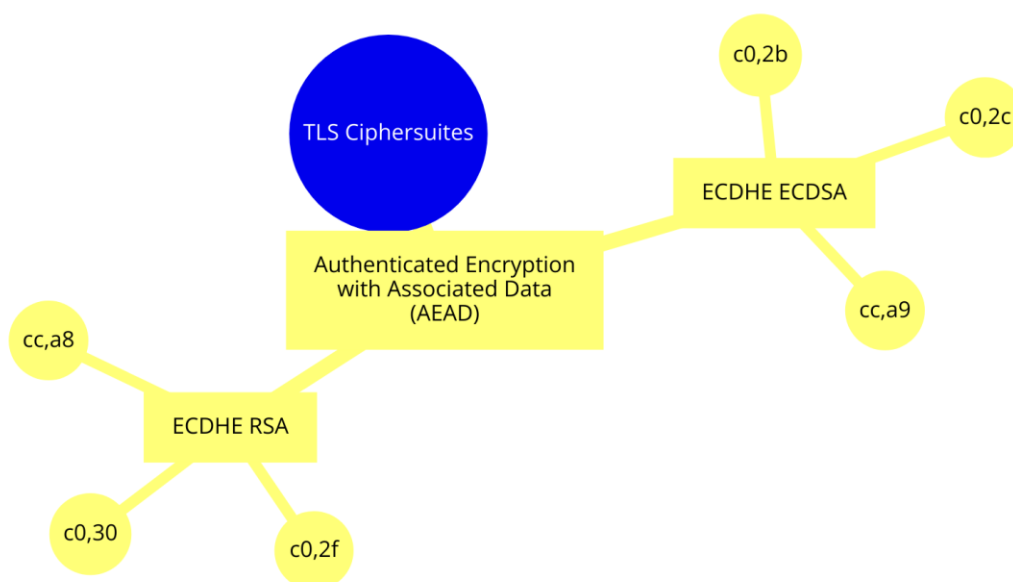 TLS Ciphersuites
c0,2b
c0,2c
ECDHE ECDSA
Authenticated Encryption
with Associated Data
(AEAD)
cc,a9
cc,a8
ECDHE RSA
c0,30
c0,2f